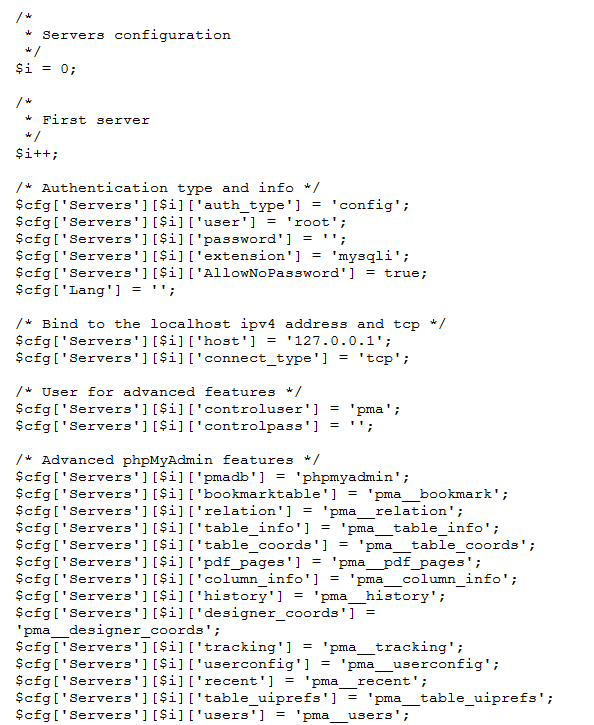 /*
 * Servers configuration
 */
$i = 0;

/*
 * First server
 */
$i++;

/* Authentication type and info */
$cfg['Servers'][$i]['auth_type'] = 'config';
$cfg['Servers'][$i]['user'] = 'root';
$cfg['Servers'][$i]['password'] = '';
$cfg['Servers'][$i]['extension'] = 'mysqli';
$cfg['Servers'][$i]['AllowNoPassword'] = true;
$cfg['Lang'] = '';

/* Bind to the localhost ipv4 address and tcp */
$cfg['Servers'][$i]['host'] = '127.0.0.1';
$cfg['Servers'][$i]['connect_type'] = 'tcp';

/* User for advanced features */
$cfg['Servers'][$i]['controluser'] = 'pma';
$cfg['Servers'][$i]['controlpass'] = '';

/* Advanced phpMyAdmin features */
$cfg['Servers'][$i]['pmadb'] = 'phpmyadmin';
$cfg['Servers'][$i]['bookmarktable'] = 'pma__bookmark';
$cfg['Servers'][$i]['relation'] = 'pma__relation';
$cfg['Servers'][$i]['table_info'] = 'pma__table_info';
$cfg['Servers'][$i]['table_coords'] = 'pma__table_coords';
$cfg['Servers'][$i]['pdf_pages'] = 'pma__pdf_pages';
$cfg['Servers'][$i]['column_info'] = 'pma__column_info';
$cfg['Servers'][$i]['history'] = 'pma__history';
$cfg['Servers'][$i]['designer_coords'] =
'pma__designer_coords';
$cfg['Servers'][$i]['tracking'] = 'pma__tracking';
$cfg['Servers'][$i]['userconfig'] = 'pma__userconfig';
$cfg['Servers'][$i]['recent'] = 'pma__recent';
$cfg['Servers'][$i]['table_uiprefs'] = 'pma__table_uiprefs';
$cfg['Servers'][$i]['users'] = 'pma__users';